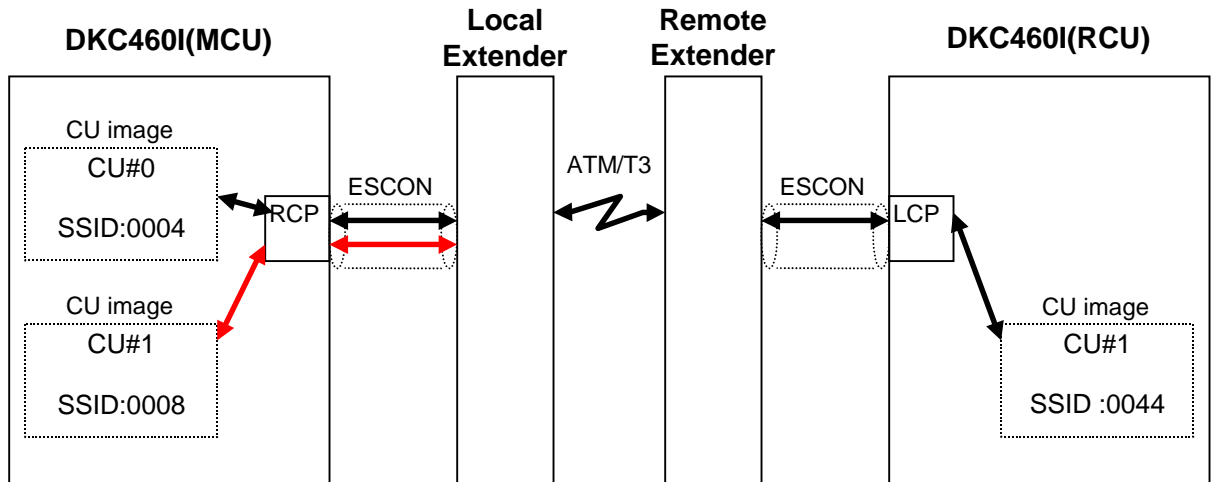 DKC460I(MCU)
Local
Extender
Remote
Extender
DKC460I(RCU)
CU image
CU#0
SSID:0004
RCP
ESCON
ATM/T3
ESCON
LCP
CU image
CU#1
SSID:0008
CU image
CU#1
SSID :0044